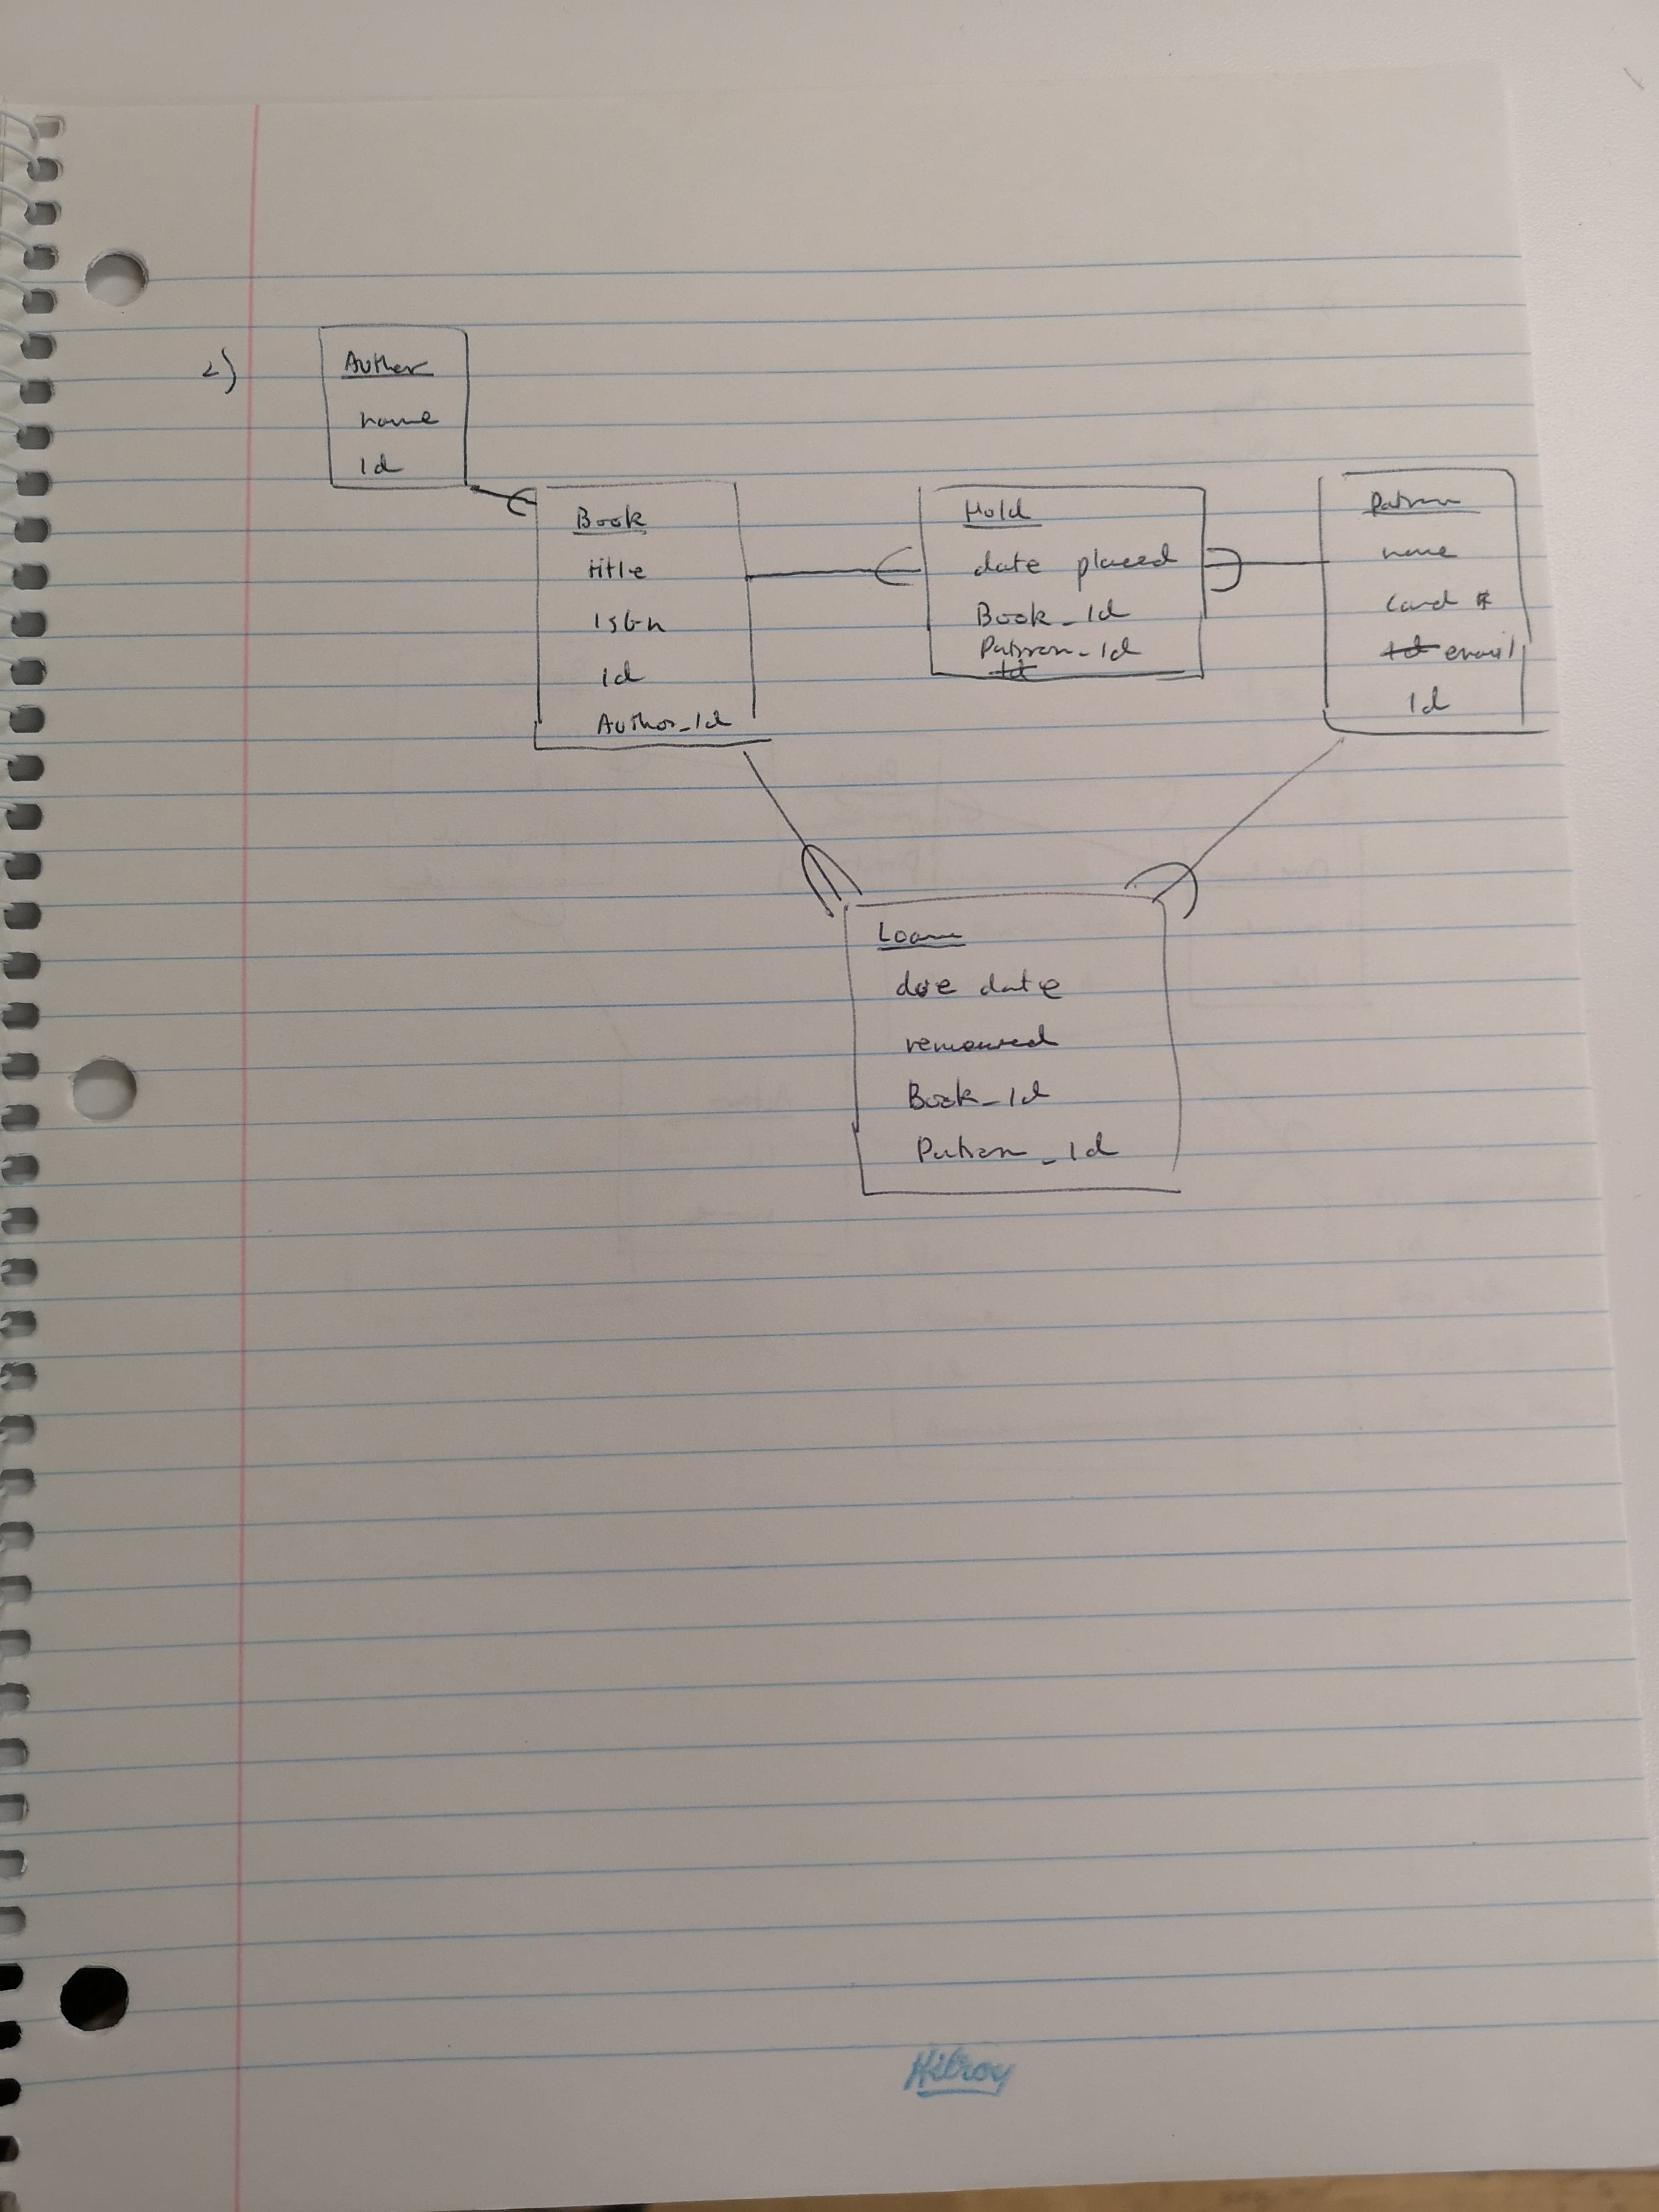 2)
Author
name
Id
Book
title
Isbn
Id
Author_Id
Hold
date placed
Book_Id
Patron_Id
Id
Patron
name
Card #
Id email
Id
Loan
due date
renewed
Book_Id
Patron_Id
Hilroy